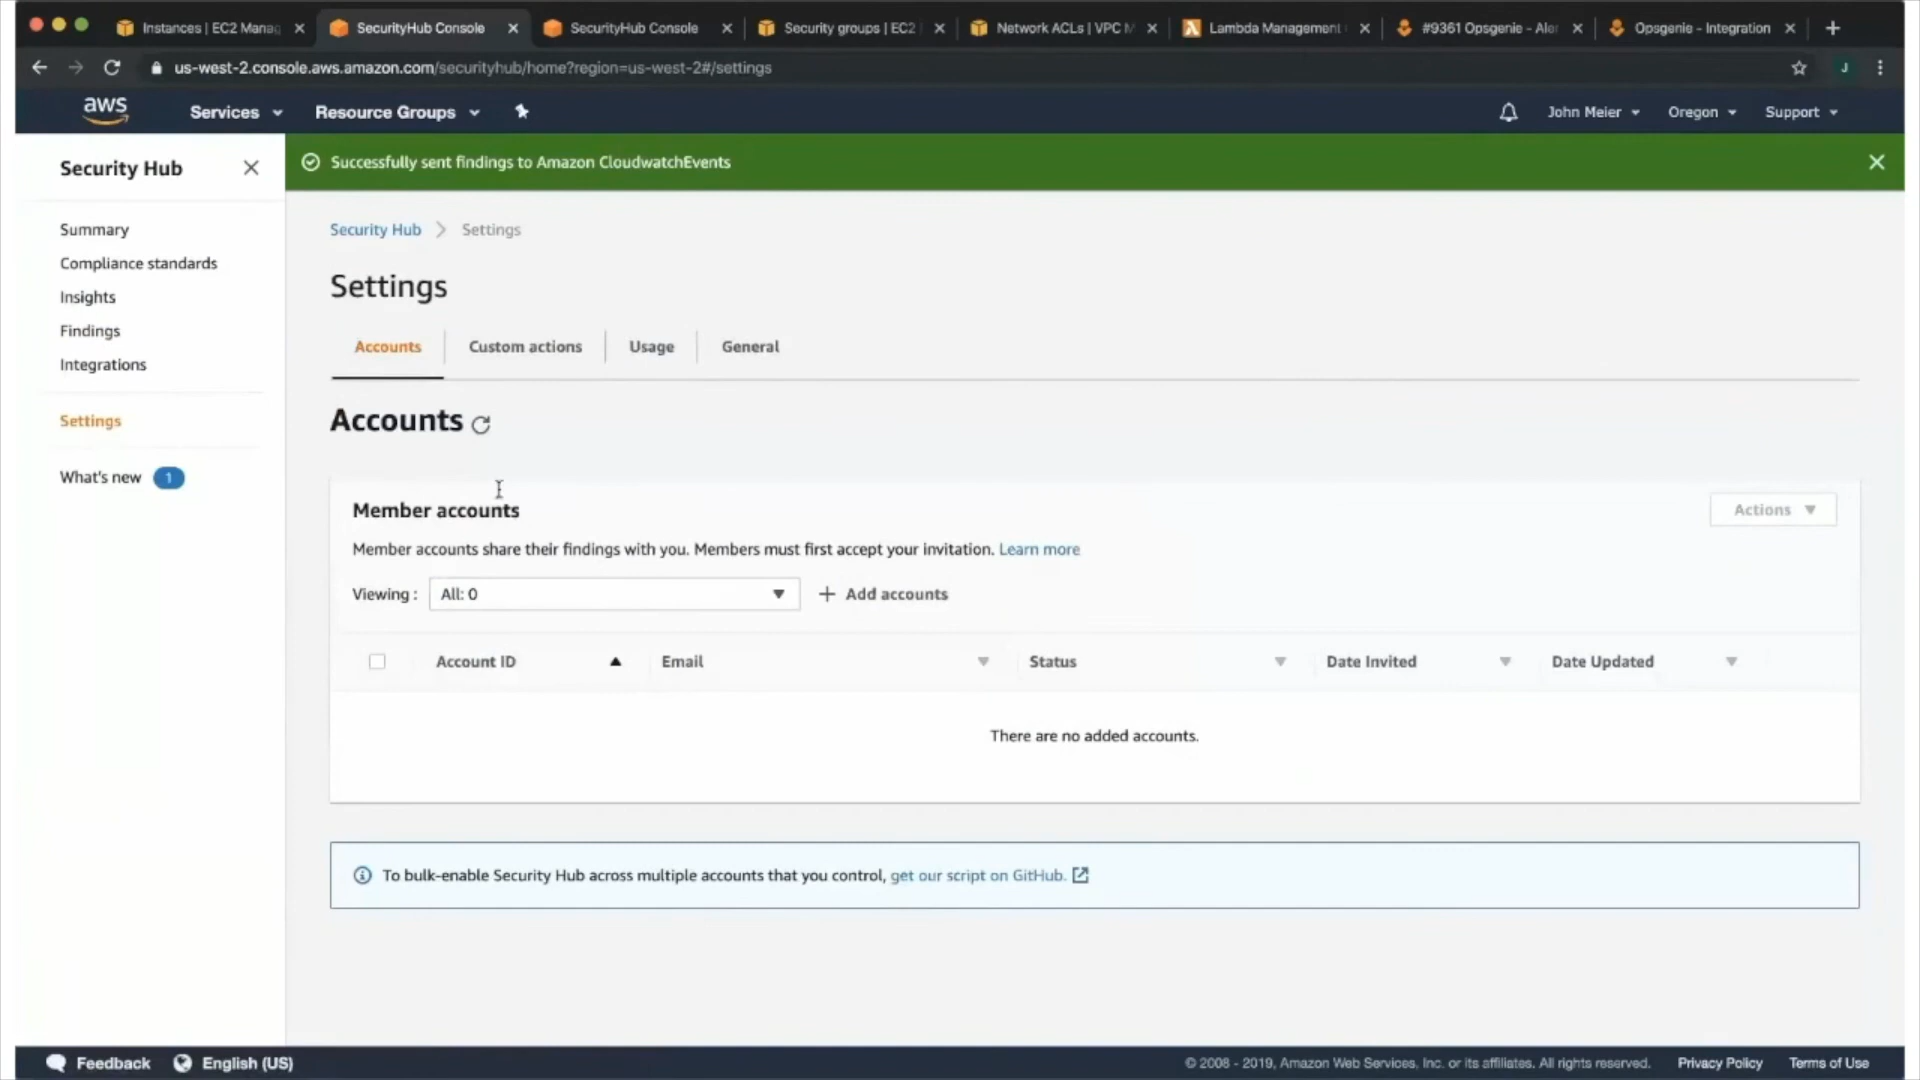 Instances | EC2 Manag
SecurityHub Console
SecurityHub Console
Security groups | EC2
Network ACLs | VPC M
Lambda Management
#9361 Opsgenie - Aler
Opsgenie - Integration
us-west-2.console.aws.amazon.com/securityhub/home?region=us-west-2#/settings
J
aws
Services
Resource Groups
John Meier
Oregon
Support
Security Hub
Successfully sent findings to Amazon CloudwatchEvents
Summary
Compliance standards
Insights
Findings
Integrations
Settings
What's new 1
Security Hub > Settings
Settings
Accounts
Custom actions
Usage
General
Accounts
Member accounts
Actions
Member accounts share their findings with you. Members must first accept your invitation. Learn more
Viewing : All: 0 + Add accounts
Account ID Email Status Date Invited Date Updated
There are no added accounts.
To bulk-enable Security Hub across multiple accounts that you control, get our script on GitHub.
Feedback English (US)
© 2008 - 2019, Amazon Web Services, Inc. or its affiliates. All rights reserved. Privacy Policy Terms of Use